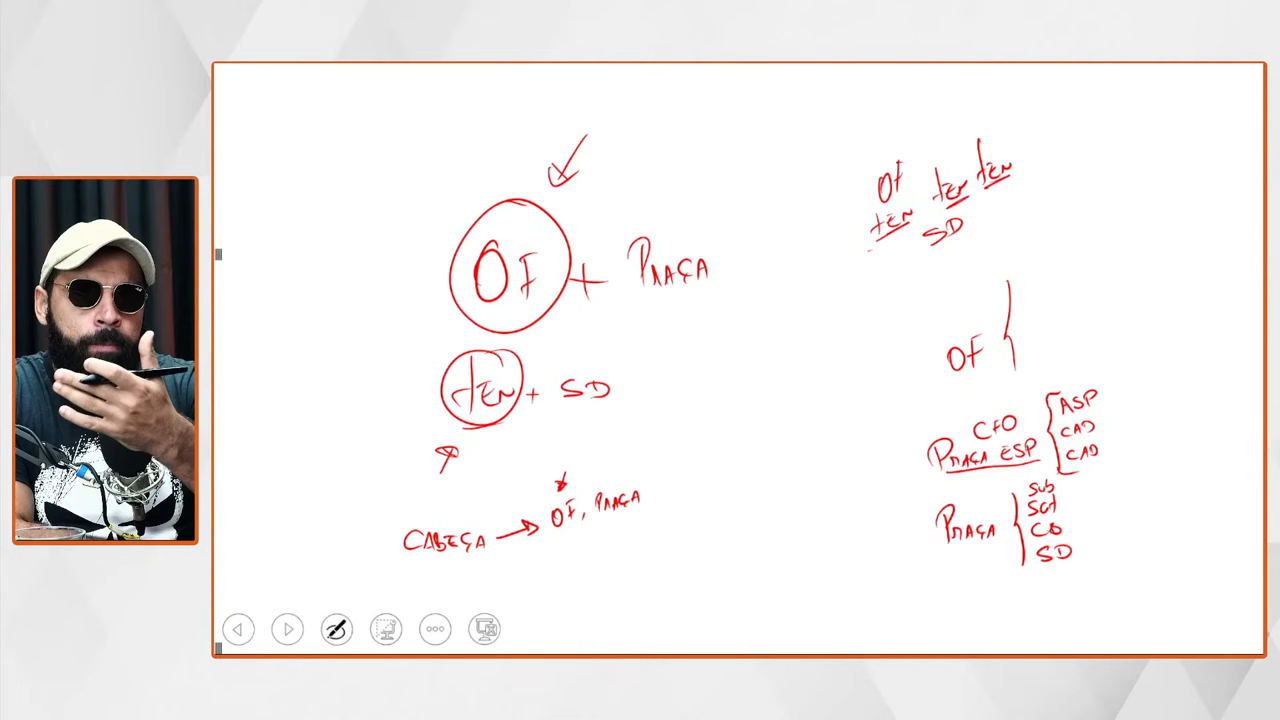 OF + PRAÇA
TEN + SD
CABEÇA → OF, PRAÇA
OF TEN TEN
TEN SD
OF {
CFO
PRAÇA ESP { ASP
CAD
CAD
PRAÇA { SUB
SGT
CB
SD